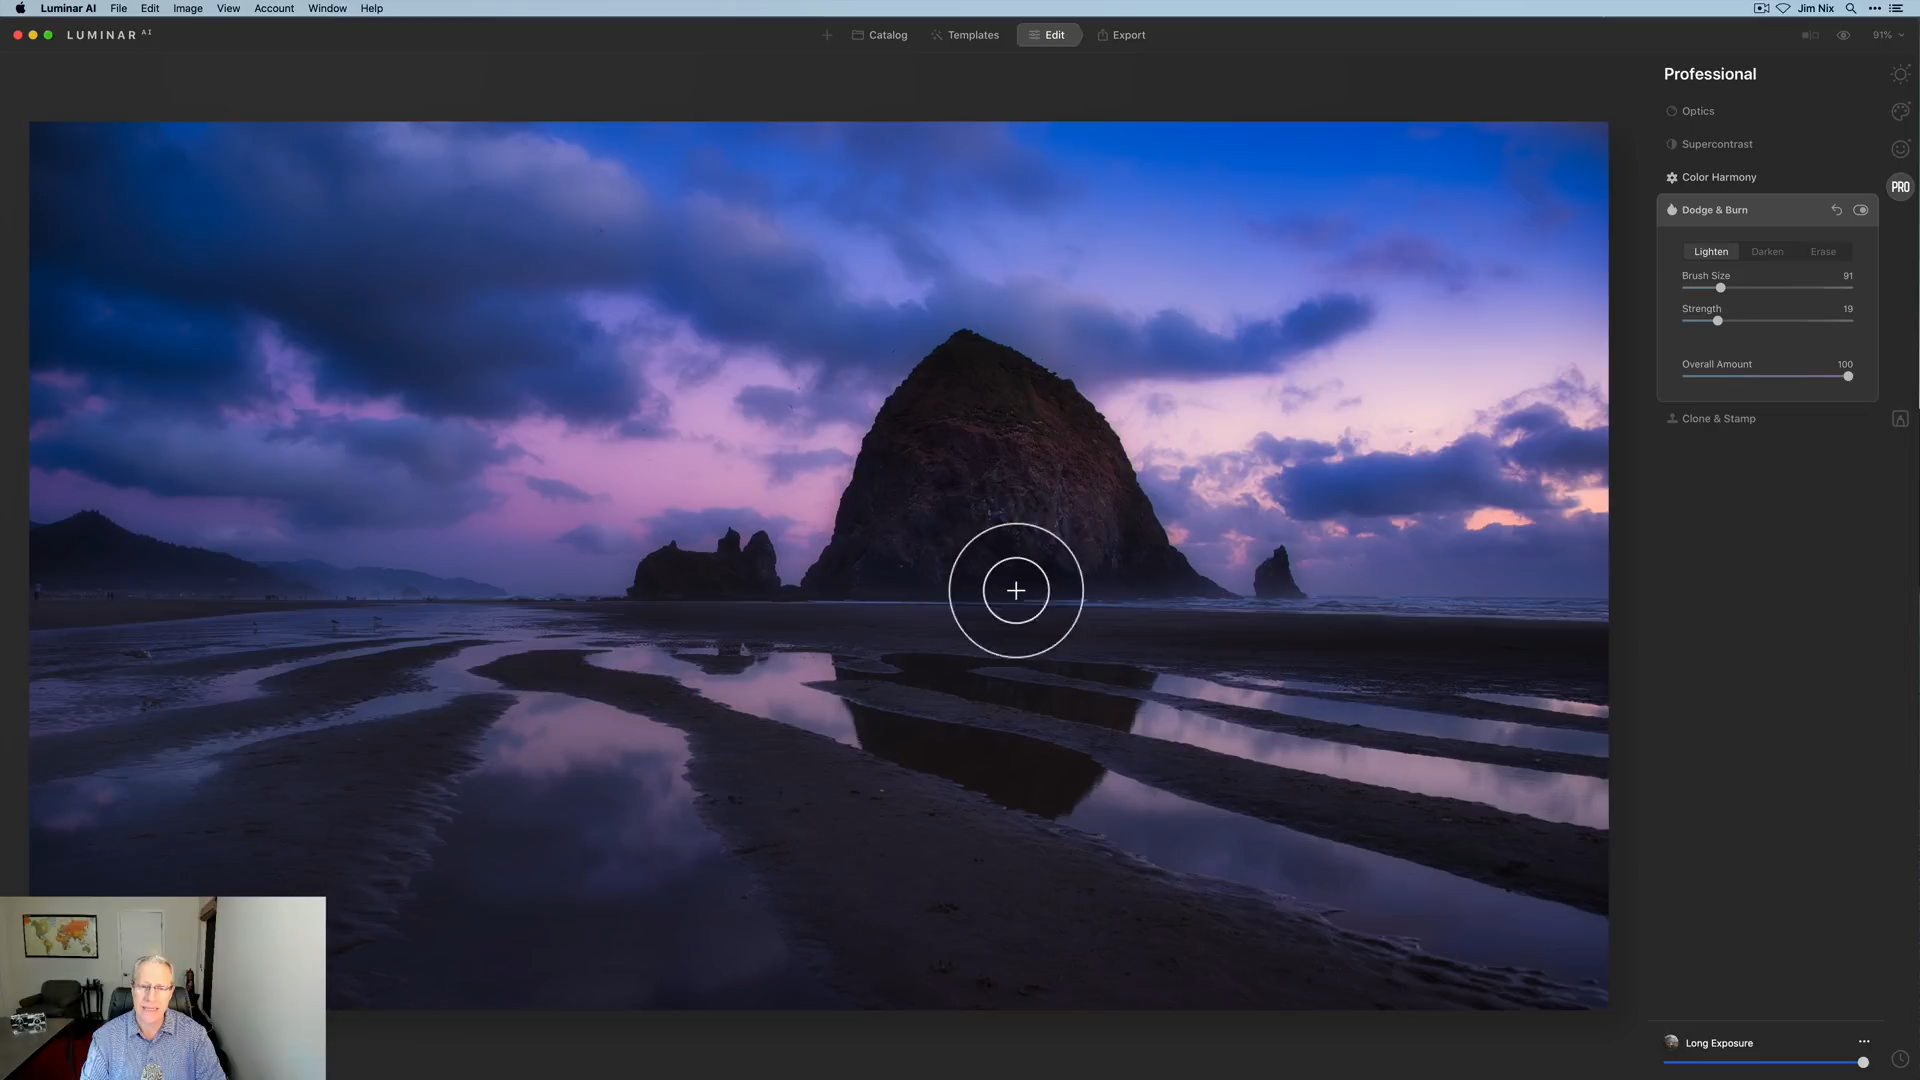 Luminar AI File Edit Image View Account Window Help Jim Nix
LUMINAR AI Catalog Templates Edit Export 91%
Professional
Optics
Supercontrast
Color Harmony
PRO
Dodge & Burn
Lighten Darken Erase
Brush Size 91
Strength 19
Overall Amount 100
Clone & Stamp
Long Exposure